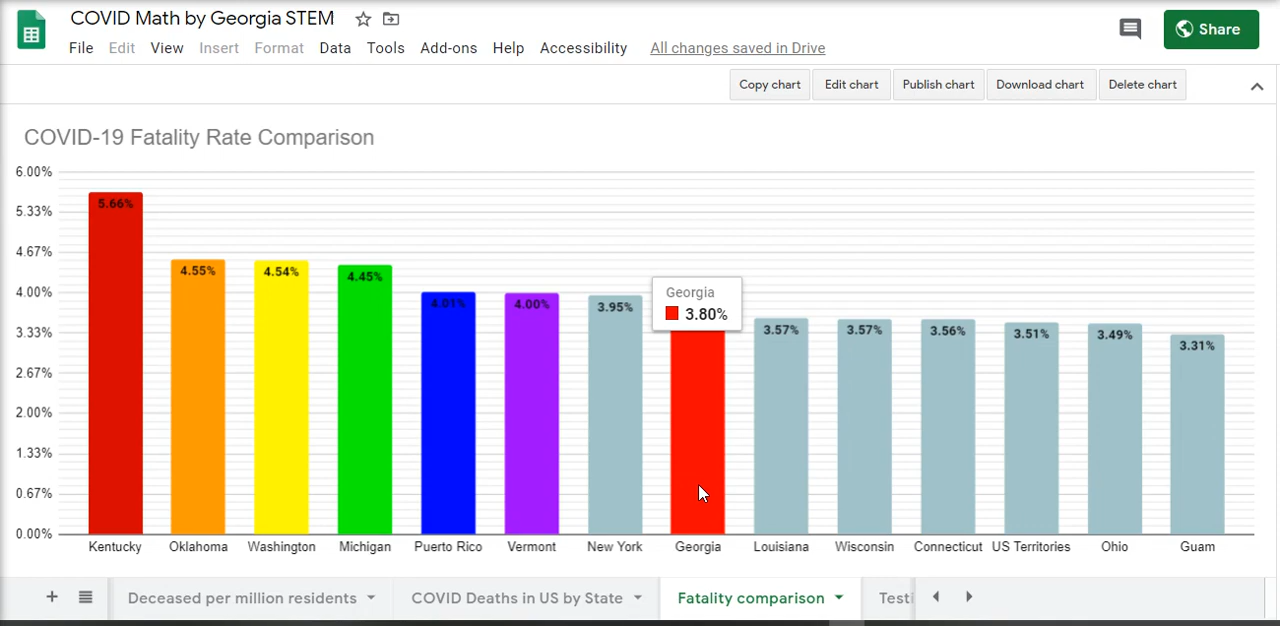 COVID Math by Georgia STEM
File Edit View Insert Format Data Tools Add-ons Help Accessibility All changes saved in Drive
Share
Copy chart Edit chart Publish chart Download chart Delete chart
COVID-19 Fatality Rate Comparison
6.00%
5.33%
4.67%
4.00%
3.33%
2.67%
2.00%
1.33%
0.67%
0.00%
5.66% 4.55% 4.54% 4.45% 4.01% 4.00% 3.95% 3.57% 3.57% 3.56% 3.51% 3.49% 3.31%
Georgia
3.80%
Kentucky Oklahoma Washington Michigan Puerto Rico Vermont New York Georgia Louisiana Wisconsin Connecticut US Territories Ohio Guam
+ Deceased per million residents COVID Deaths in US by State Fatality comparison Testi